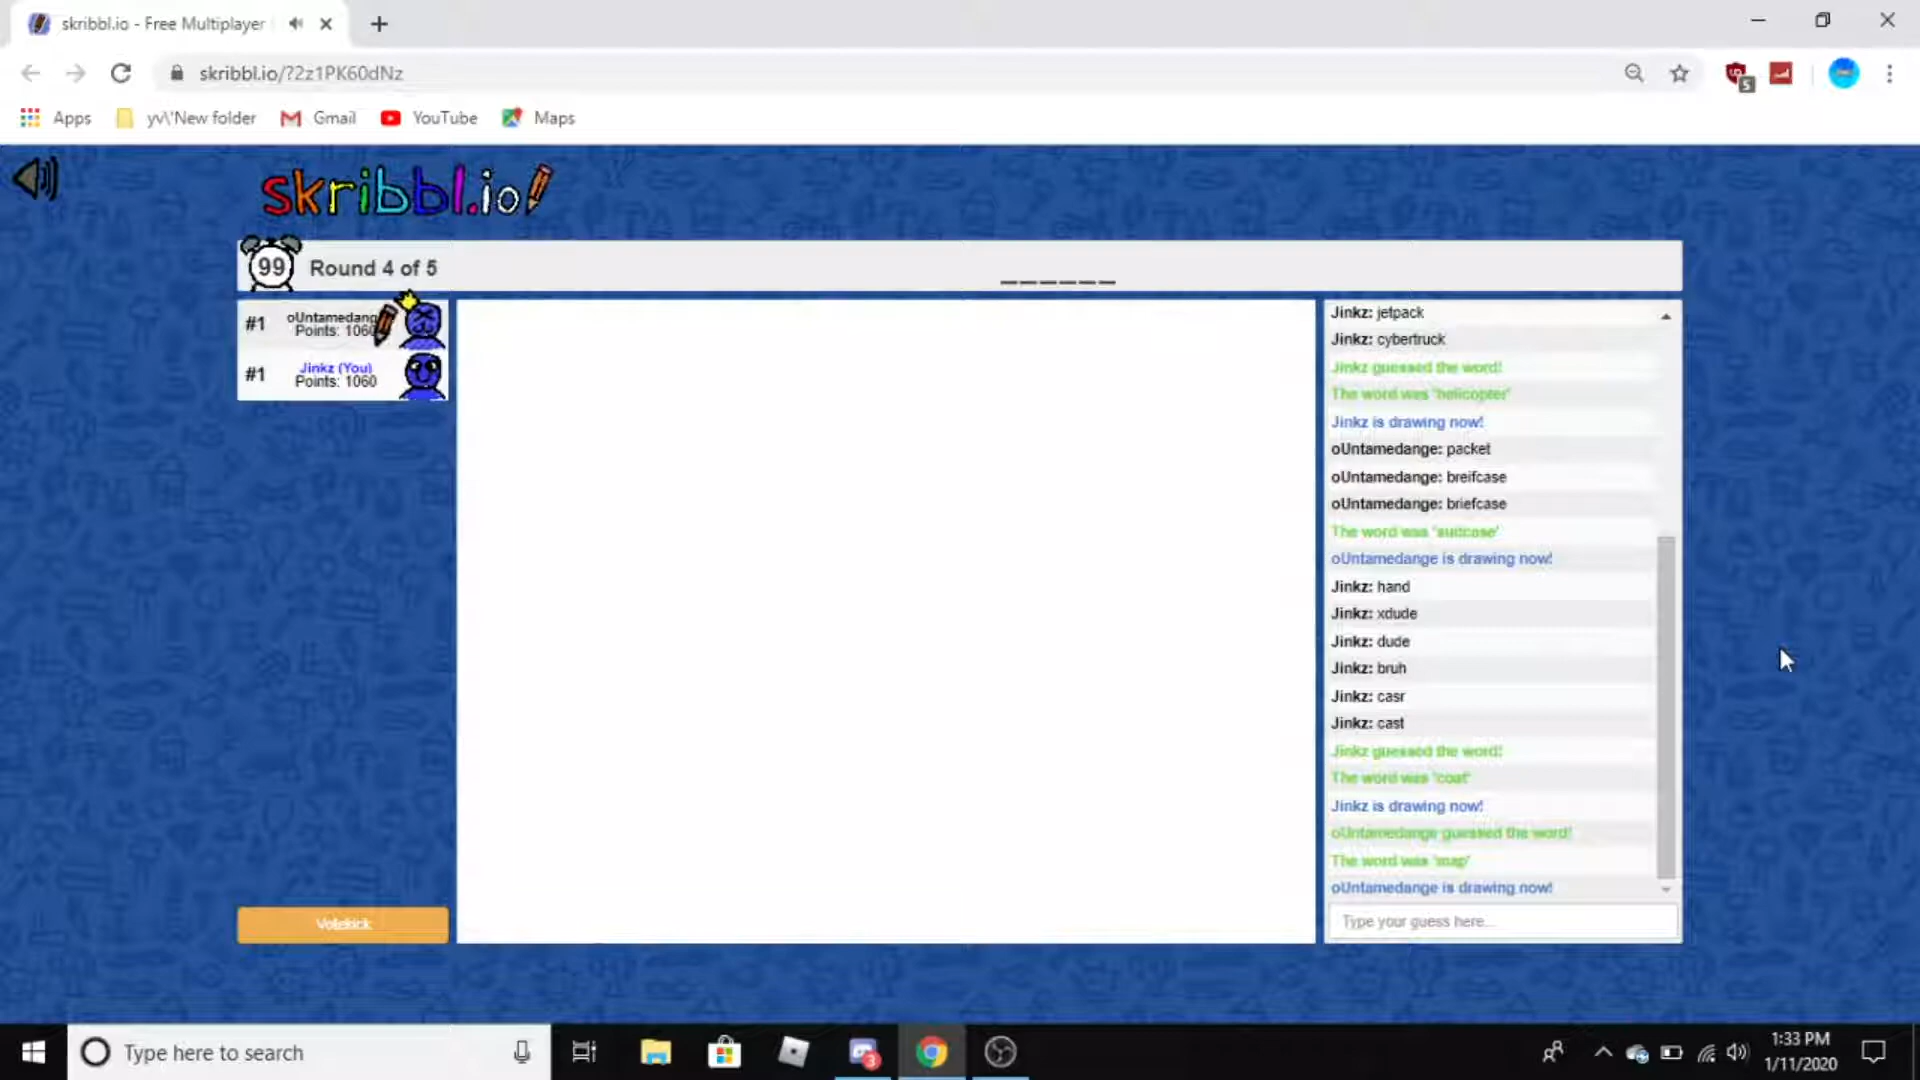 skribbl.io - Free Multiplayer
skribbl.io/?2z1PK60dNz
5
Apps
yv\'New folder
Gmail
YouTube
Maps
skribbl.io
99
Round 4 of 5
______
#1
oUntamedang
Points: 1060
#1
Jinkz (You)
Points: 1060
Votekick
Jinkz: jetpack
Jinkz: cybertruck
Jinkz guessed the word!
The word was 'helicopter'
Jinkz is drawing now!
oUntamedange: packet
oUntamedange: breifcase
oUntamedange: briefcase
The word was 'suitcase'
oUntamedange is drawing now!
Jinkz: hand
Jinkz: xdude
Jinkz: dude
Jinkz: bruh
Jinkz: casr
Jinkz: cast
Jinkz guessed the word!
The word was 'coat'
Jinkz is drawing now!
oUntamedange guessed the word!
The word was 'map'
oUntamedange is drawing now!
Type your guess here...
Type here to search
3
1:33 PM
1/11/2020